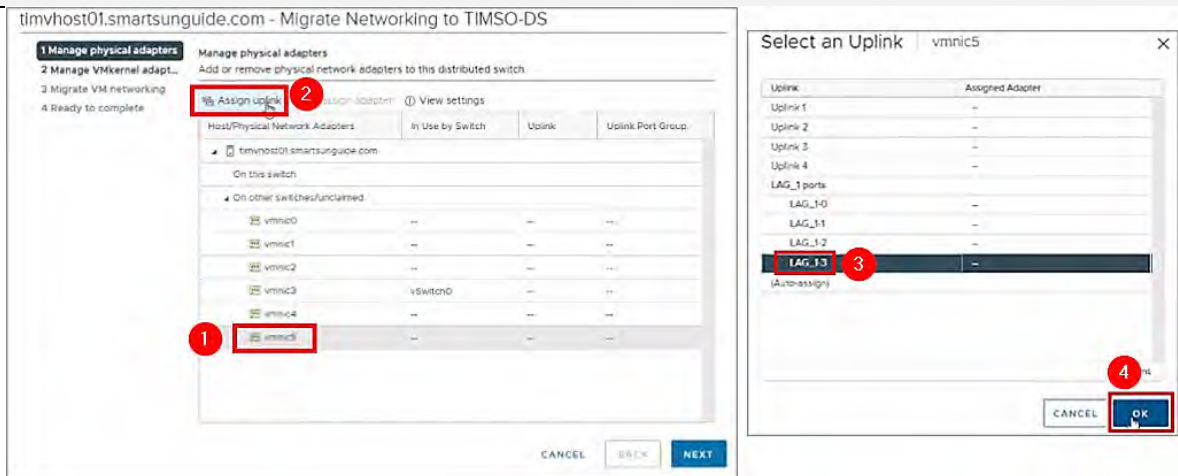 timvhost01.smartsunguide.com - Migrate Networking to TIMSO-DS
1 Manage physical adapters
2 Manage VMkernel adapt...
3 Migrate VM networking
4 Ready to complete
Manage physical adapters
Add or remove physical network adapters to this distributed switch.
Assign uplink 2 assign adapter View settings
Host/Physical Network Adapters In Use by Switch Uplink Uplink Port Group
timvhost01.smartsunguide.com
On this switch
On other switches/unclaimed
vmnic0 -- -- --
vmnic1 -- -- --
vmnic2 -- -- --
vmnic3 vSwitch0 -- --
vmnic4 -- -- --
1 vmnic5 -- -- --
CANCEL BACK NEXT
Select an Uplink vmnic5
Uplink Assigned Adapter
Uplink 1 --
Uplink 2 --
Uplink 3 --
Uplink 4 --
LAG_1 ports
LAG_1-0 --
LAG_1-1 --
LAG_1-2 --
LAG_1-3 3 --
(Auto-assign)
4
CANCEL OK